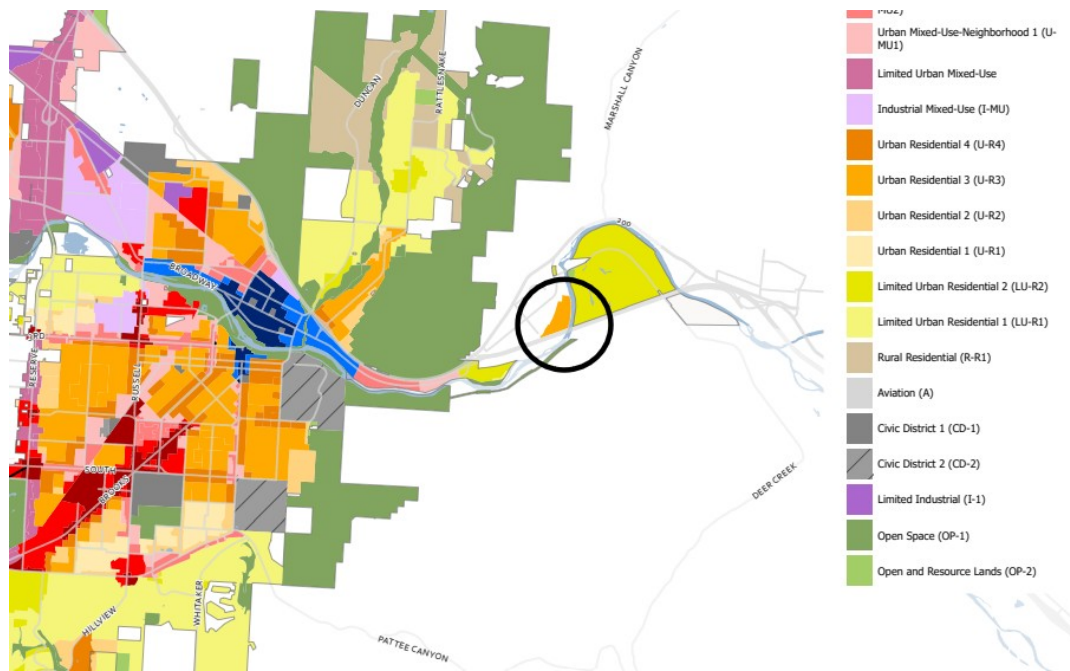 MU2)
Urban Mixed-Use-Neighborhood 1 (U-
MU1)
Limited Urban Mixed-Use
Industrial Mixed-Use (I-MU)
Urban Residential 4 (U-R4)
Urban Residential 3 (U-R3)
Urban Residential 2 (U-R2)
Urban Residential 1 (U-R1)
Limited Urban Residential 2 (LU-R2)
Limited Urban Residential 1 (LU-R1)
Rural Residential (R-R1)
Aviation (A)
Civic District 1 (CD-1)
Civic District 2 (CD-2)
Limited Industrial (I-1)
Open Space (OP-1)
Open and Resource Lands (OP-2)
DUNCAN
RATTLESNAKE
MARSHALL CANYON
200
BROADWAY
3RD
RESERVE
RUSSELL
SOUTH
BROOKS
DEER CREEK
HILLVIEW
WHITAKER
PATTEE CANYON